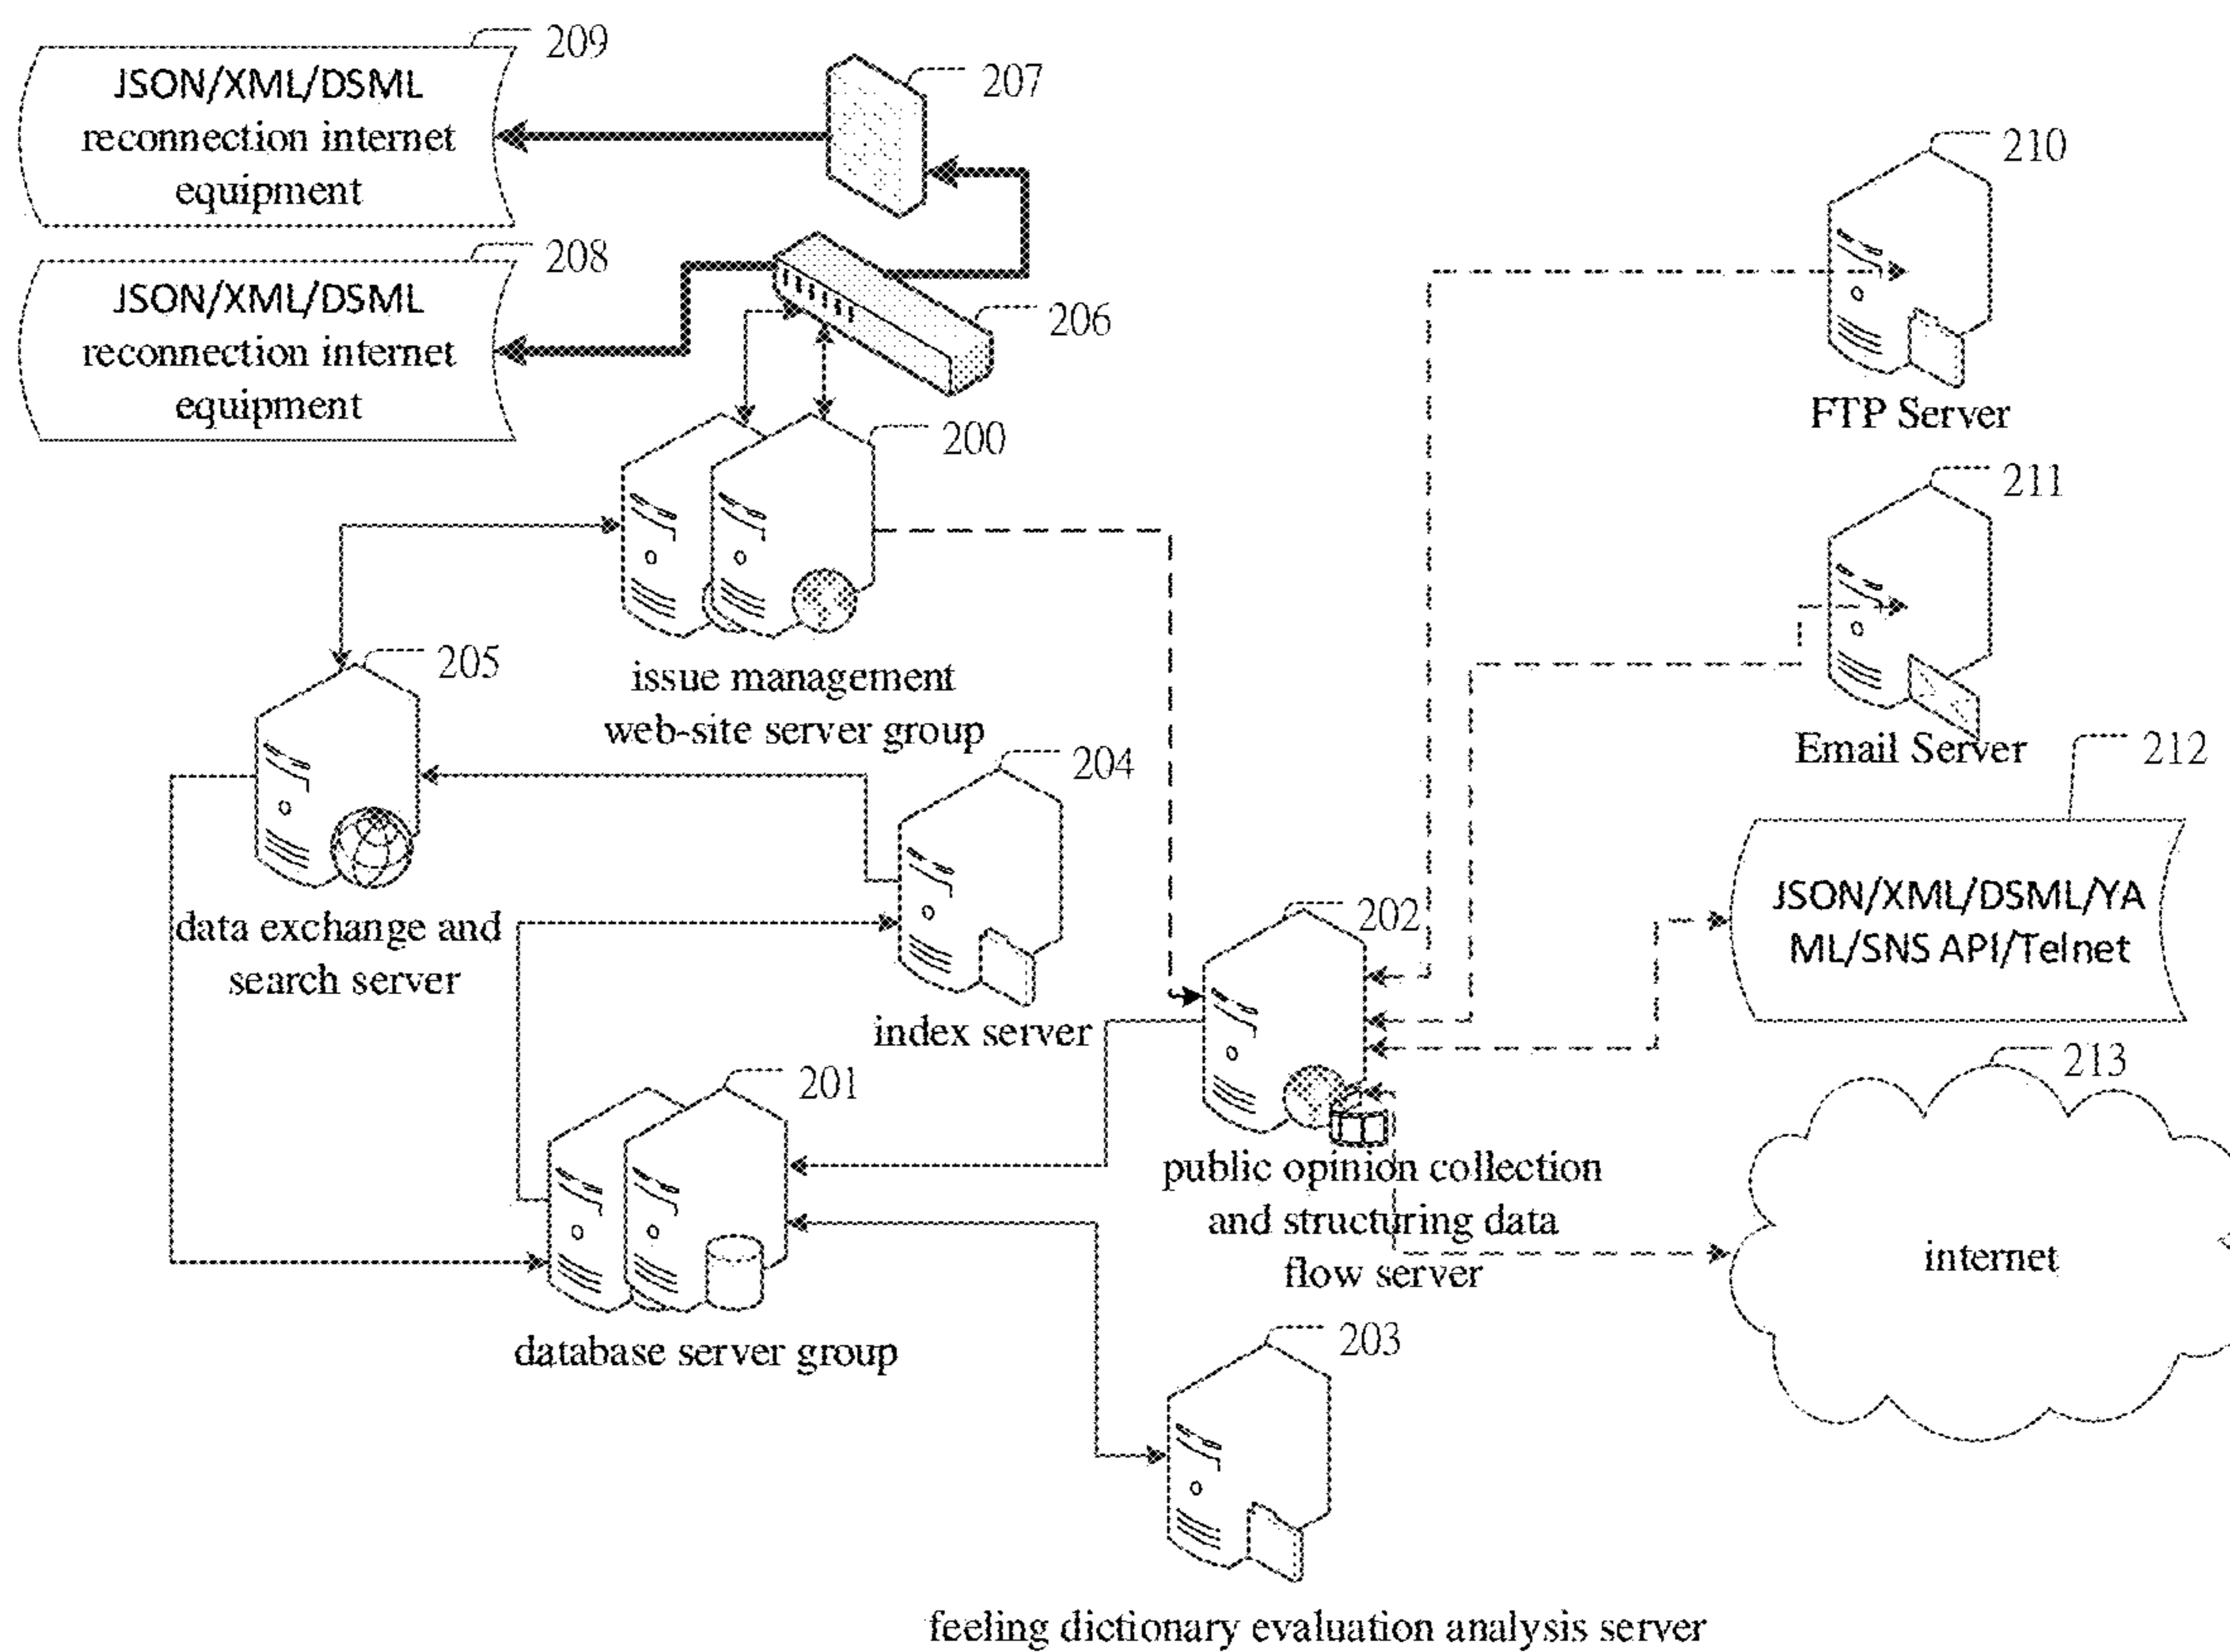 209
JSON/XML/DSML
reconnection internet
equipment
207
208
JSON/XML/DSML
reconnection internet
equipment
206
210
FTP Server
200
issue management
web-site server group
211
Email Server
205
data exchange and
search server
204
index server
212
JSON/XML/DSML/YA
ML/SNS API/Telnet
202
public opinion collection
and structuring data
flow server
213
internet
201
database server group
203
feeling dictionary evaluation analysis server